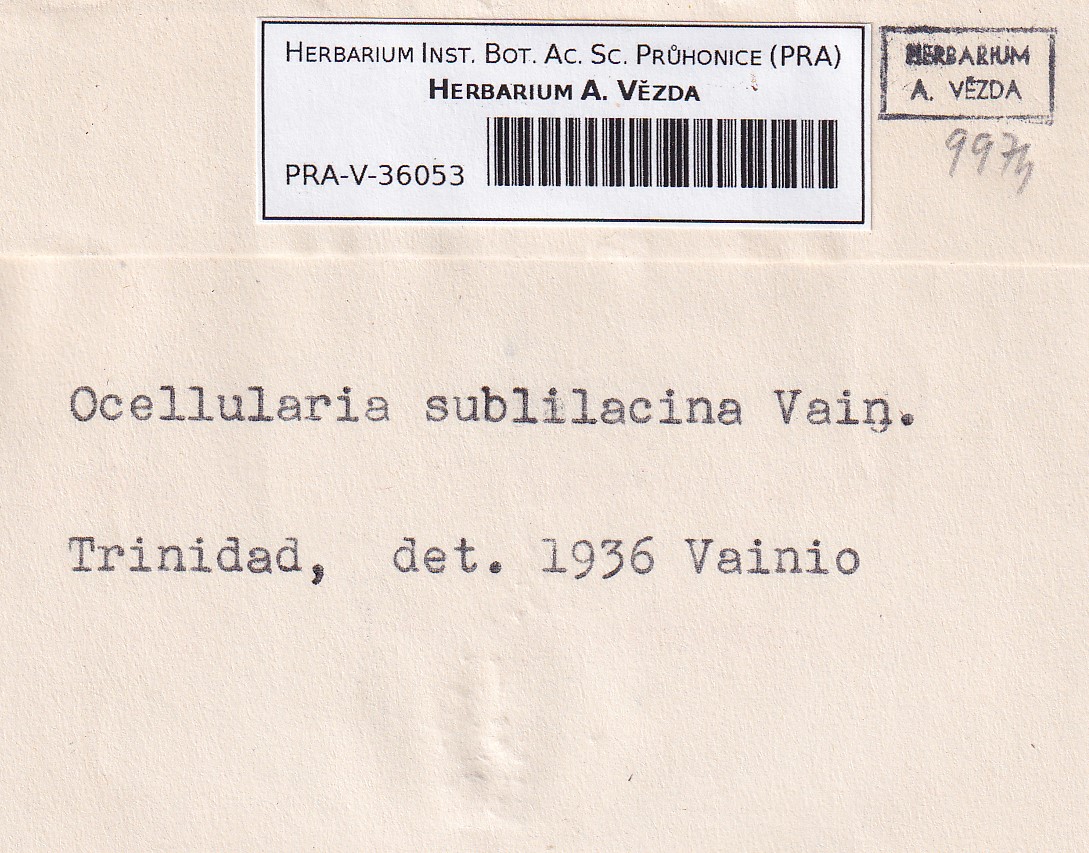 HERBARIUM INST. BOT. AC. SC. PRŮHONICE (PRA)
HERBARIUM A. VĚZDA
PRA-V-36053
HERBARIUM
A. VĚZDA
Ocellularia sublilacina Vain.
Trinidad, det. 1936 Vainio